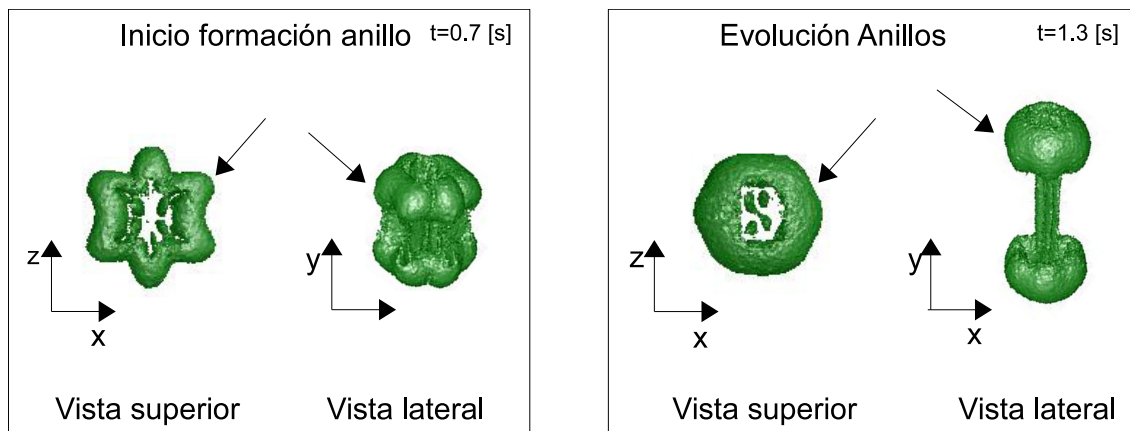 Inicio formación anillo t=0.7 [s]
z
x
y
Vista superior
Vista lateral
Evolución Anillos t=1.3 [s]
z
x
y
x
Vista superior
Vista lateral